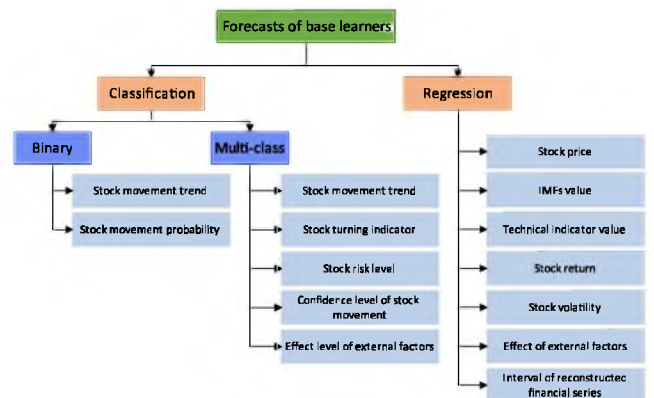 Forecasts of base learners
Classification
Regression
Binary
Multi-class
Stock movement trend
Stock movement probability
Stock movement trend
Stock turning indicator
Stock risk level
Confidence level of stock
movement
Effect level of external factors
Stock price
IMFs value
Technical indicator value
Stock return
Stock volatility
Effect of external factors
Interval of reconstructed
financial series